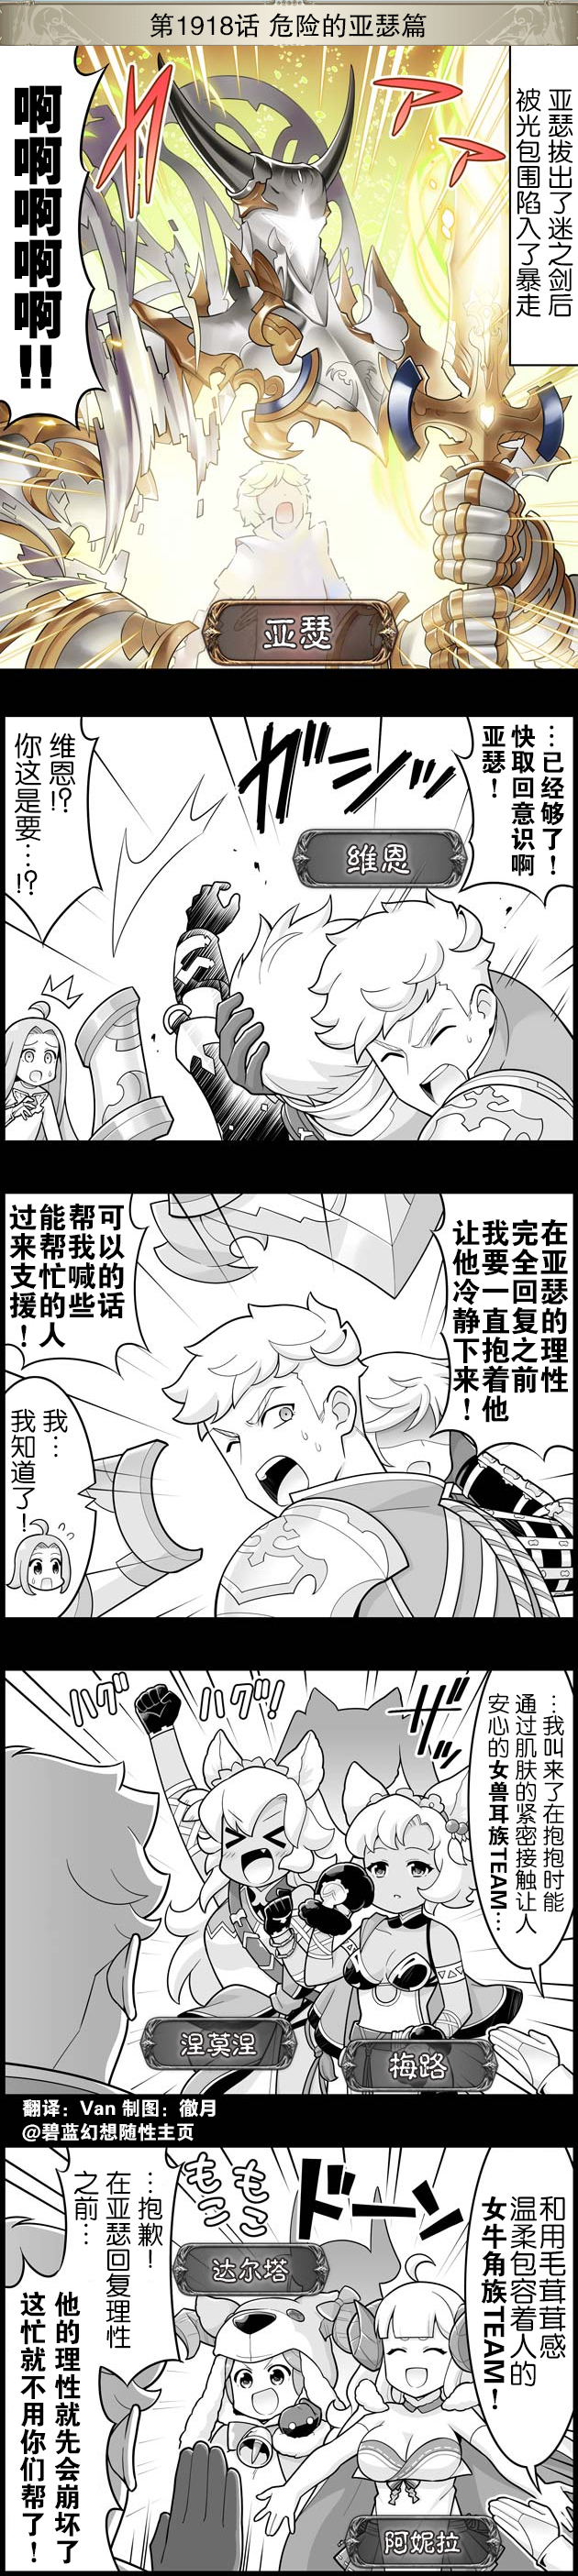 第1918话 危险的亚瑟篇
亚瑟拔出了迷之剑后
被光包围陷入了暴走
ガアア
啊啊啊啊啊!!
亚瑟
…已经够了！
快取回意识啊
亚瑟！
ガシッ
维恩
维恩!?
你这是要…!?
在亚瑟的理性
完全回复之前
我要一直抱着他
让他冷静下来！
可以的话
帮我喊些
能帮忙的人
过来支援！
我…
我知道了！
…我叫来了在抱抱时能
通过肌肤的紧密接触让人
安心的女兽耳族TEAM…
ザッ
ハグ!
ハグ!
涅莫涅
梅路
翻译：Van 制图：徹月
@碧蓝幻想随性主页
和用毛茸茸感
温柔包容着人的
女牛角族TEAM！
ドーン
もこ
もこ
达尔塔
阿妮拉
…抱歉！
在亚瑟回复理性
之前…
他的理性就先会崩坏了
这忙就不用你们帮了！